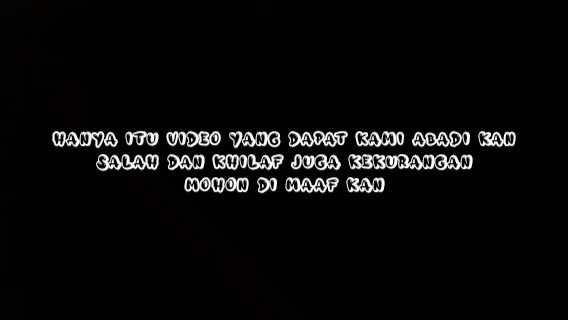 HANYA ITU VIDEO YANG DAPAT KAMI ABADI KAN
SALAH DAN KHILAF JUGA KEKURANGAN
MOHON DI MAAF KAN